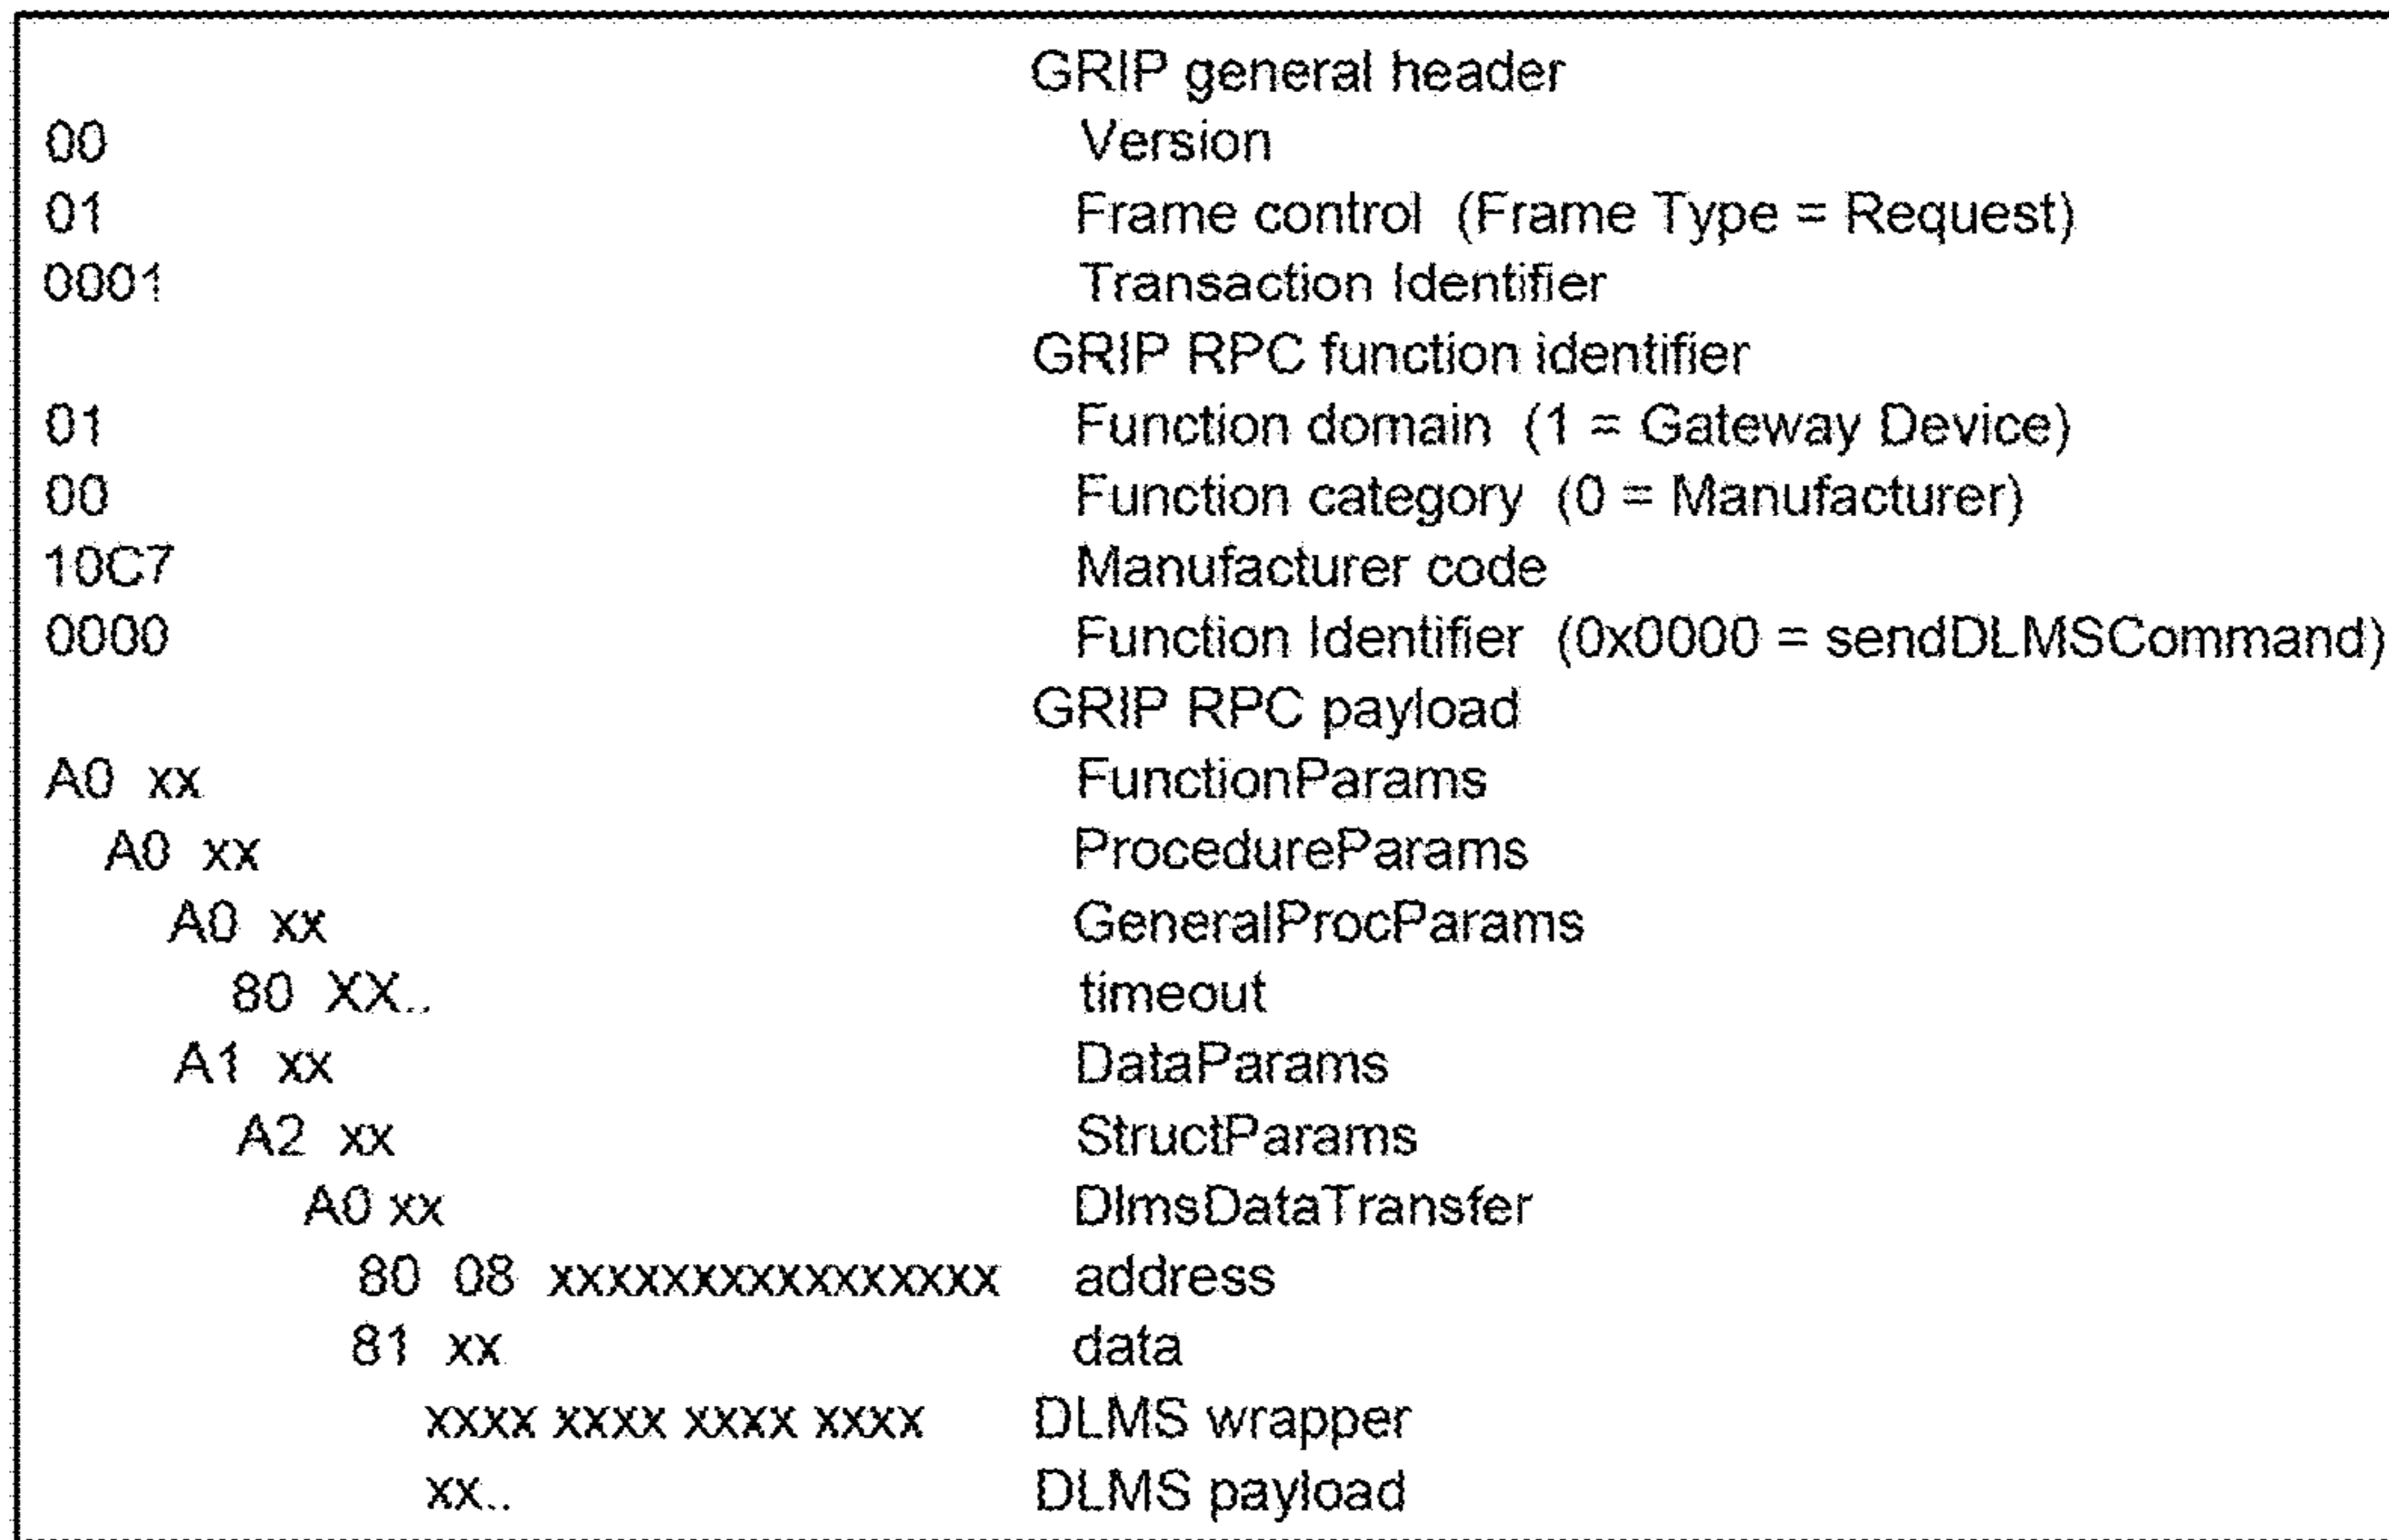 GRIP general header
00 Version
01 Frame control (Frame Type = Request)
0001 Transaction Identifier
GRIP RPC function identifier
01 Function domain (1 = Gateway Device)
00 Function category (0 = Manufacturer)
10C7 Manufacturer code
0000 Function Identifier (0x0000 = sendDLMSCommand)
GRIP RPC payload
A0 xx FunctionParams
A0 xx ProcedureParams
A0 xx GeneralProcParams
80 XX.. timeout
A1 xx DataParams
A2 xx StructParams
A0 xx DlmsDataTransfer
80 08 xxxxxxxxxxxxxxxx address
81 xx data
xxxx xxxx xxxx xxxx DLMS wrapper
xx.. DLMS payload